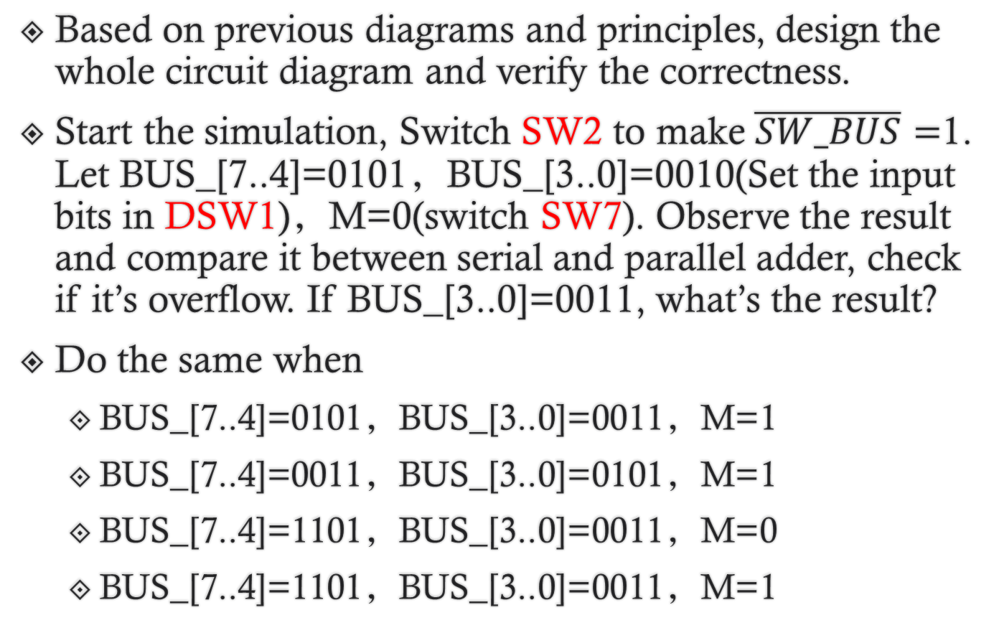 Based on previous diagrams and principles, design the
whole circuit diagram and verify the correctness.
Start the simulation, Switch SW2 to make \overline{SW_BUS} =1.
Let BUS_[7..4]=0101, BUS_[3..0]=0010(Set the input
bits in DSW1), M=0(switch SW7). Observe the result
and compare it between serial and parallel adder, check
if it's overflow. If BUS_[3..0]=0011, what's the result?
Do the same when
BUS_[7..4]=0101, BUS_[3..0]=0011, M=1
BUS_[7..4]=0011, BUS_[3..0]=0101, M=1
BUS_[7..4]=1101, BUS_[3..0]=0011, M=0
BUS_[7..4]=1101, BUS_[3..0]=0011, M=1